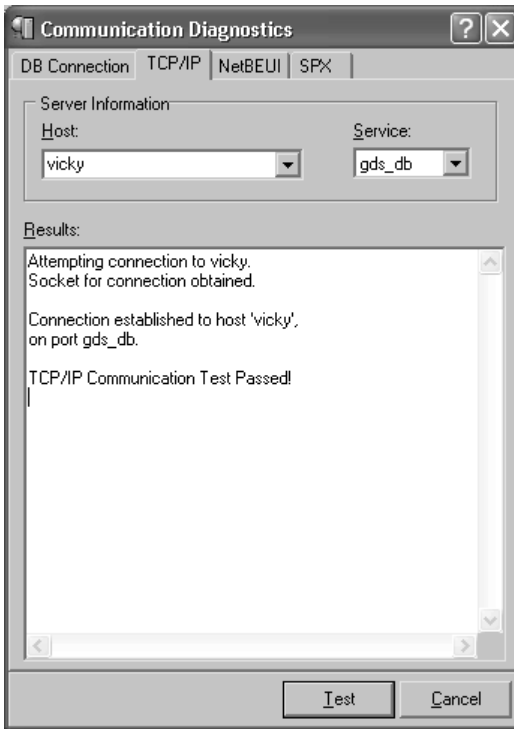 Communication Diagnostics
DB Connection TCP/IP NetBEUI SPX
Server Information
Host: Service:
vicky gds_db
Results:
Attempting connection to vicky.
Socket for connection obtained.
Connection established to host 'vicky',
on port gds_db.
TCP/IP Communication Test Passed!
Test Cancel